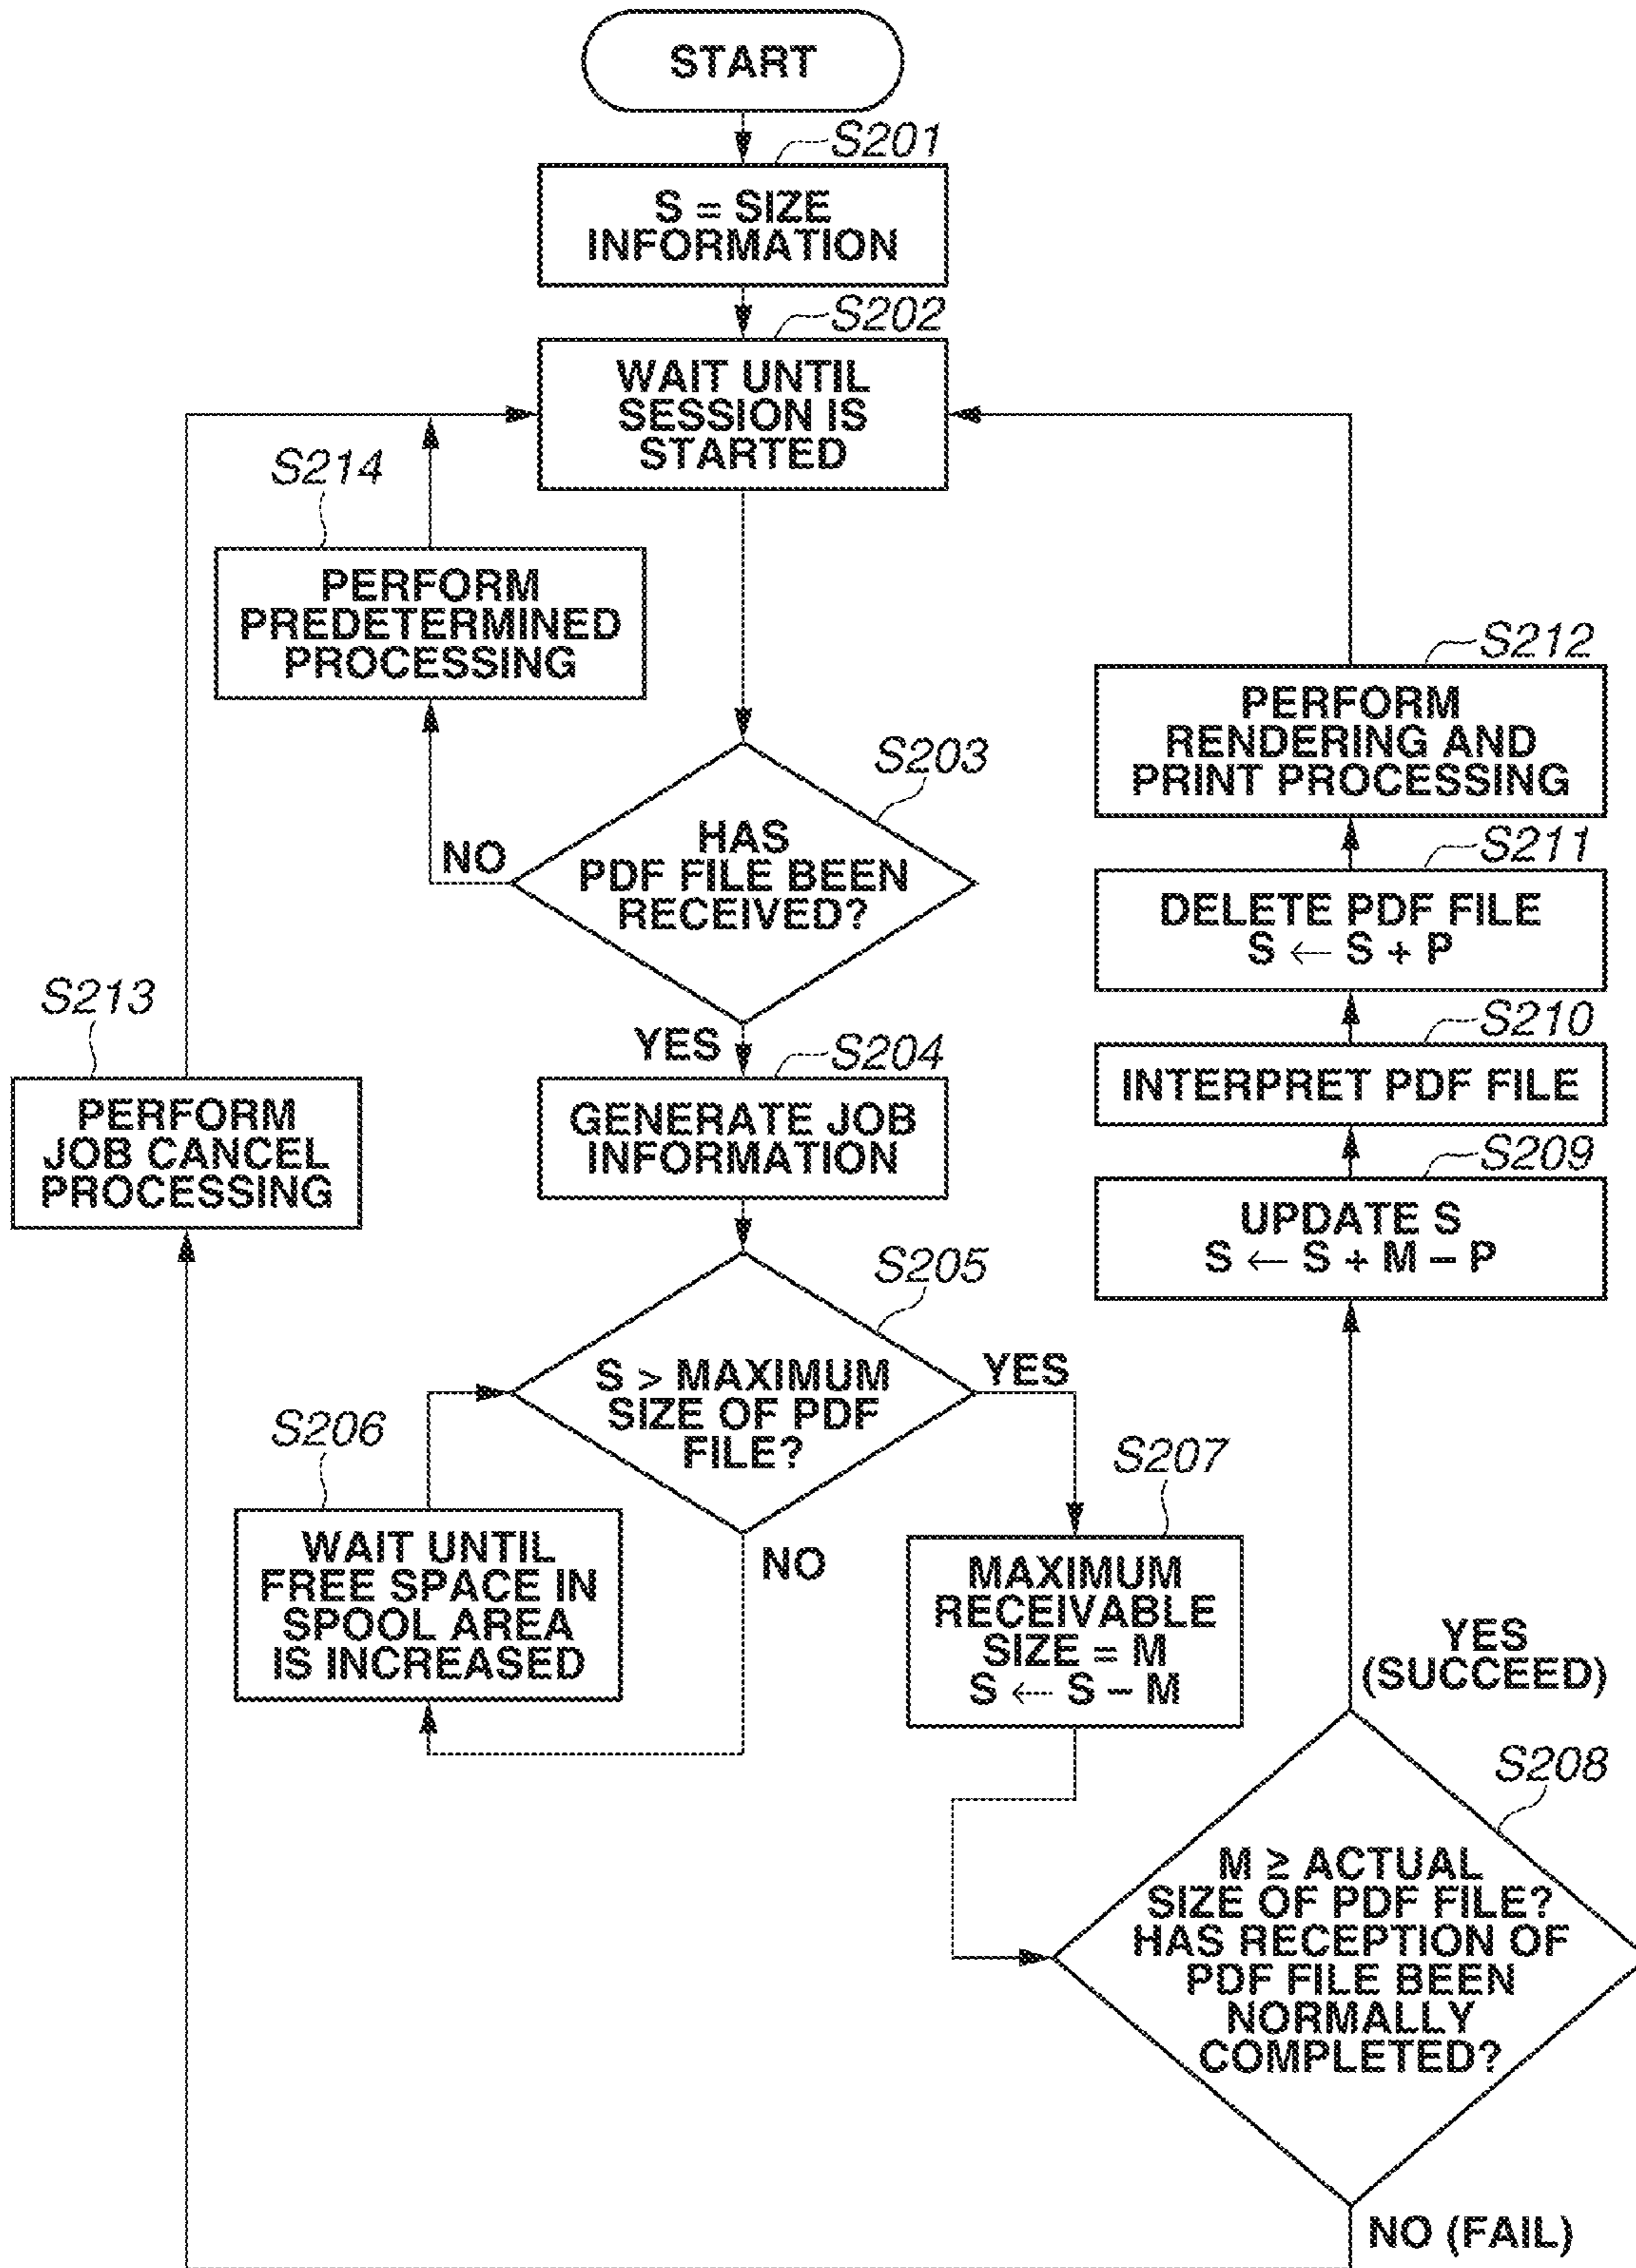 START
S201
S = SIZE
INFORMATION
S202
WAIT UNTIL
SESSION IS
STARTED
S214
PERFORM
PREDETERMINED
PROCESSING
S203
HAS
PDF FILE BEEN
RECEIVED?
NO
YES
S204
GENERATE JOB
INFORMATION
S213
PERFORM
JOB CANCEL
PROCESSING
S205
S > MAXIMUM
SIZE OF PDF
FILE?
YES
NO
S206
WAIT UNTIL
FREE SPACE IN
SPOOL AREA
IS INCREASED
S207
MAXIMUM
RECEIVABLE
SIZE = M
S ← S – M
S208
M ≥ ACTUAL
SIZE OF PDF FILE?
HAS RECEPTION OF
PDF FILE BEEN
NORMALLY
COMPLETED?
YES
(SUCCEED)
NO (FAIL)
S209
UPDATE S
S ← S + M – P
S210
INTERPRET PDF FILE
S211
DELETE PDF FILE
S ← S + P
S212
PERFORM
RENDERING AND
PRINT PROCESSING